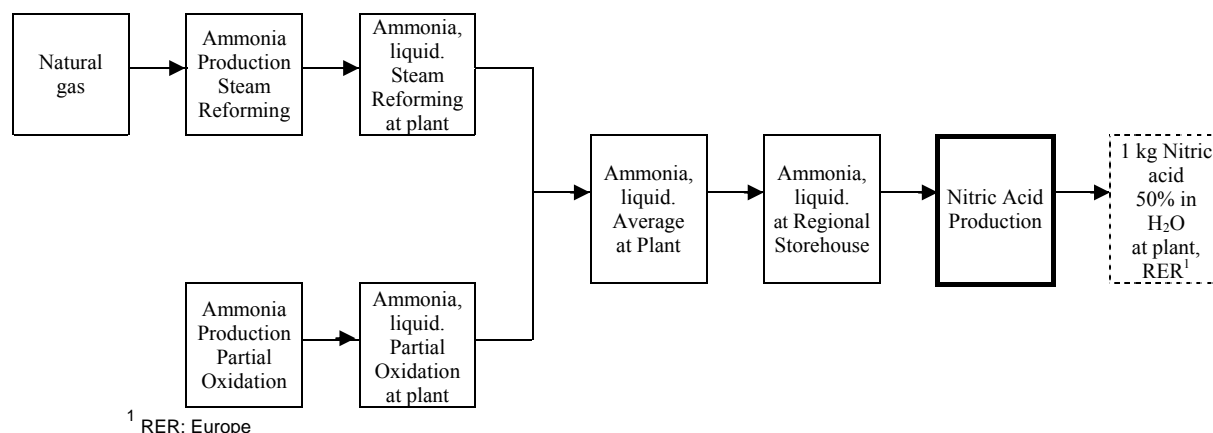 Natural
gas
Ammonia
Production
Steam
Reforming
Ammonia,
liquid.
Steam
Reforming
at plant
Ammonia
Production
Partial
Oxidation
Ammonia,
liquid.
Partial
Oxidation
at plant
Ammonia,
liquid.
Average
at Plant
Ammonia,
liquid.
at Regional
Storehouse
Nitric Acid
Production
1 kg Nitric
acid
50% in
H₂O
at plant,
RER¹
¹ RER: Europe